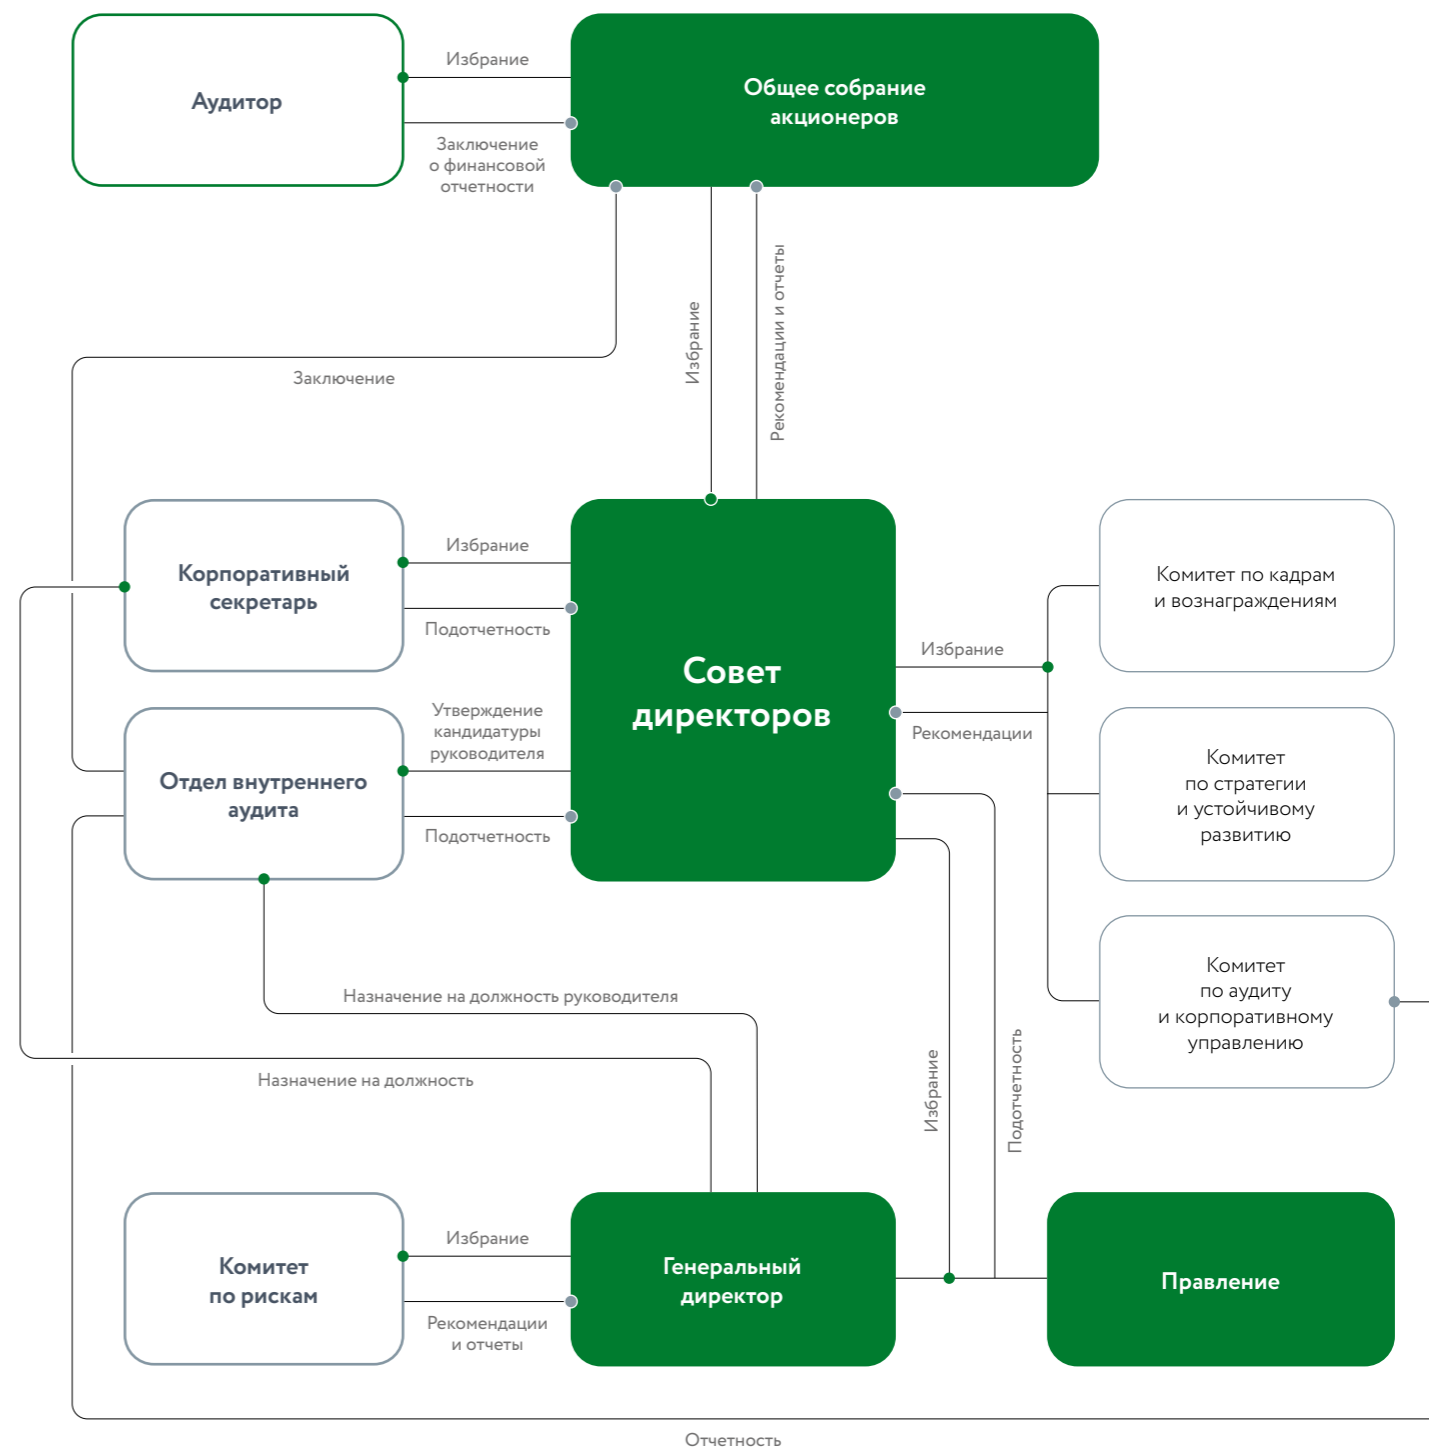 Аудитор
Избрание
Заключение
о финансовой
отчетности
Общее собрание
акционеров
Заключение
Избрание
Рекомендации и отчеты
Корпоративный
секретарь
Избрание
Подотчетность
Отдел внутреннего
аудита
Утверждение
кандидатуры
руководителя
Подотчетность
Совет
директоров
Избрание
Рекомендации
Комитет по кадрам
и вознаграждениям
Комитет
по стратегии
и устойчивому
развитию
Комитет
по аудиту
и корпоративному
управлению
Назначение на должность руководителя
Назначение на должность
Избрание
Подотчетность
Комитет
по рискам
Избрание
Рекомендации
и отчеты
Генеральный
директор
Правление
Отчетность